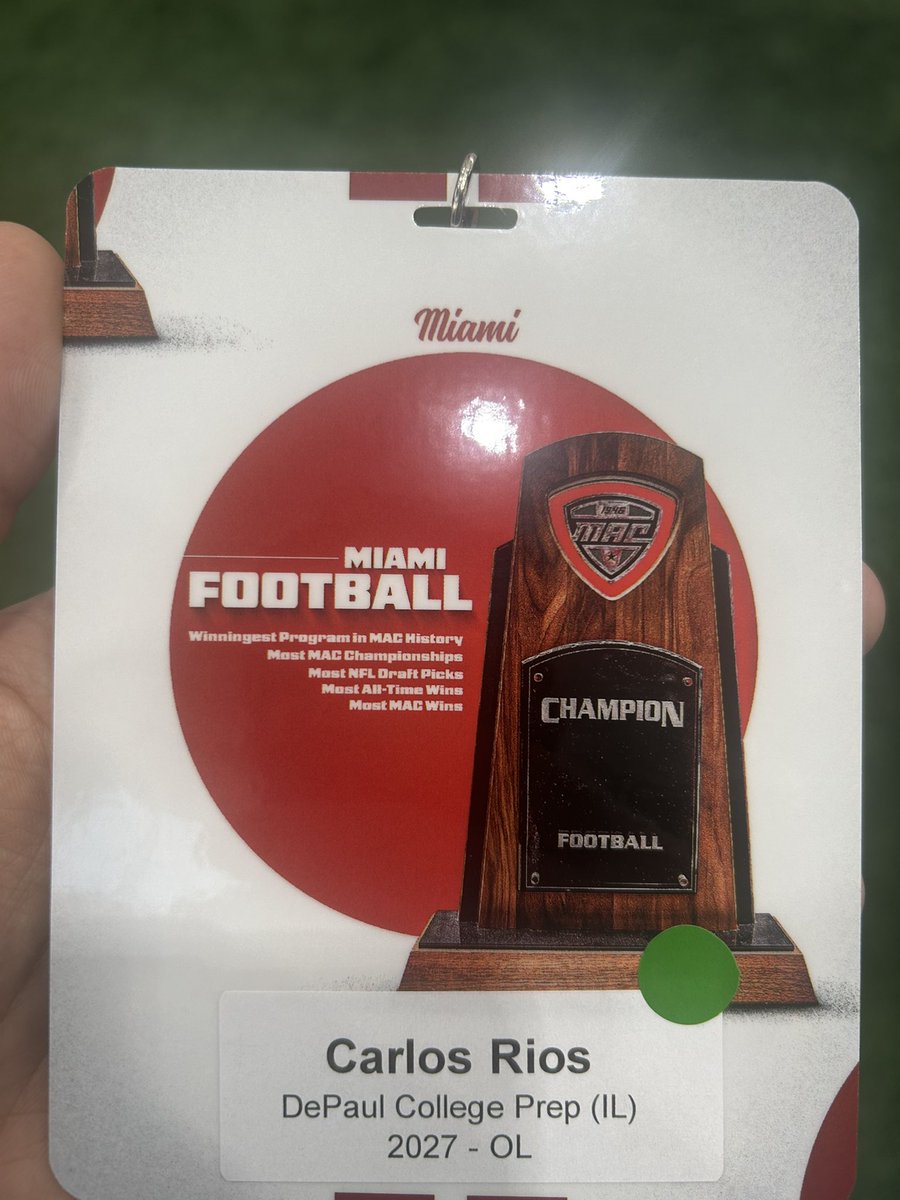 Miami
MIAMI
FOOTBALL
Winningest Program in MAC History
Most MAC Championships
Most NFL Draft Picks
Most All-Time Wins
Most MAC Wins
1946
MAC
CHAMPION
FOOTBALL
Carlos Rios
DePaul College Prep (IL)
2027 - OL